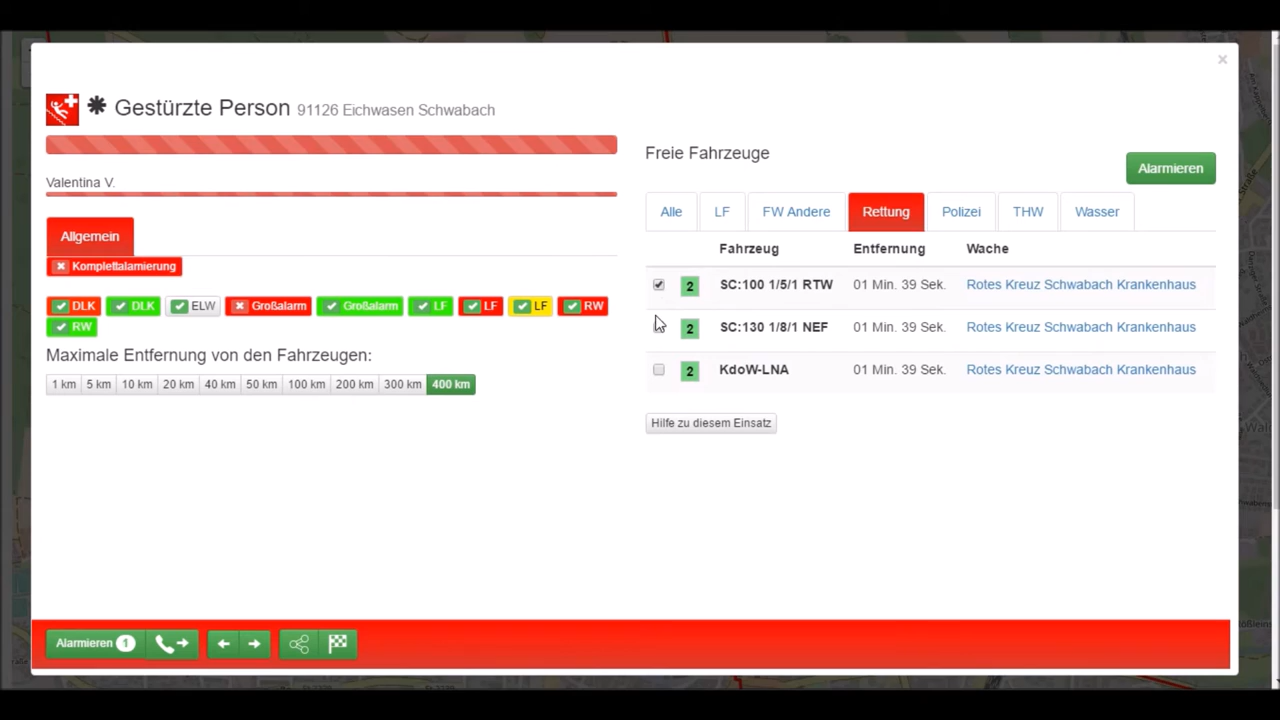 ×
Gestürzte Person 91126 Eichwasen Schwabach
Valentina V.
Allgemein
Komplettalamierung
DLK DLK ELW Großalarm Großalarm LF LF LF RW
RW
Maximale Entfernung von den Fahrzeugen:
1 km 5 km 10 km 20 km 40 km 50 km 100 km 200 km 300 km 400 km
Freie Fahrzeuge
Alarmieren
Alle LF FW Andere Rettung Polizei THW Wasser
Fahrzeug Entfernung Wache
2 SC:100 1/5/1 RTW 01 Min. 39 Sek. Rotes Kreuz Schwabach Krankenhaus
2 SC:130 1/8/1 NEF 01 Min. 39 Sek. Rotes Kreuz Schwabach Krankenhaus
2 KdoW-LNA 01 Min. 39 Sek. Rotes Kreuz Schwabach Krankenhaus
Hilfe zu diesem Einsatz
Alarmieren 1